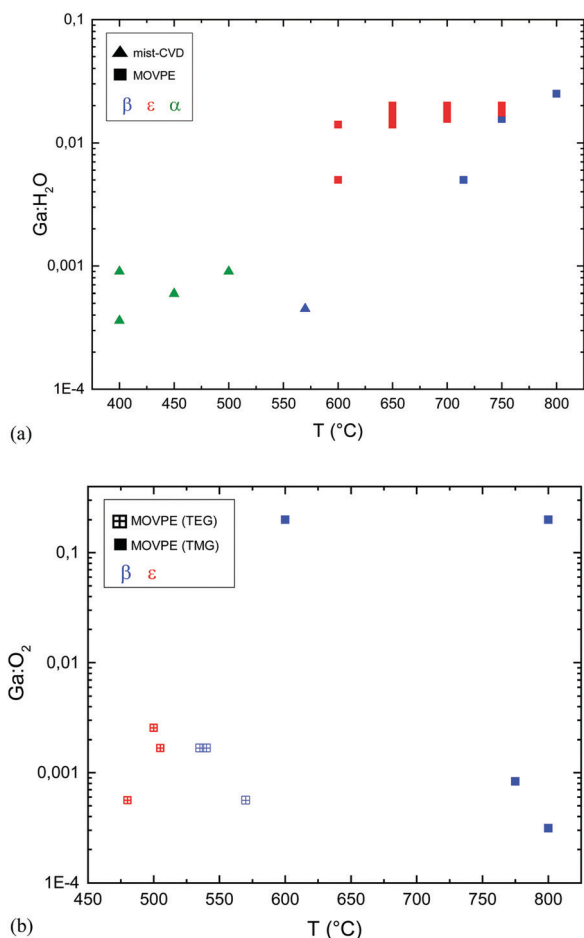 0,1
mist-CVD
MOVPE
β ε α
0,01
Ga:H₂O
0,001
1E-4
400 450 500 550 600 650 700 750 800
(a)
T (°C)
MOVPE (TEG)
MOVPE (TMG)
β ε
0,1
Ga:O₂
0,01
0,001
1E-4
450 500 550 600 650 700 750 800
(b)
T (°C)